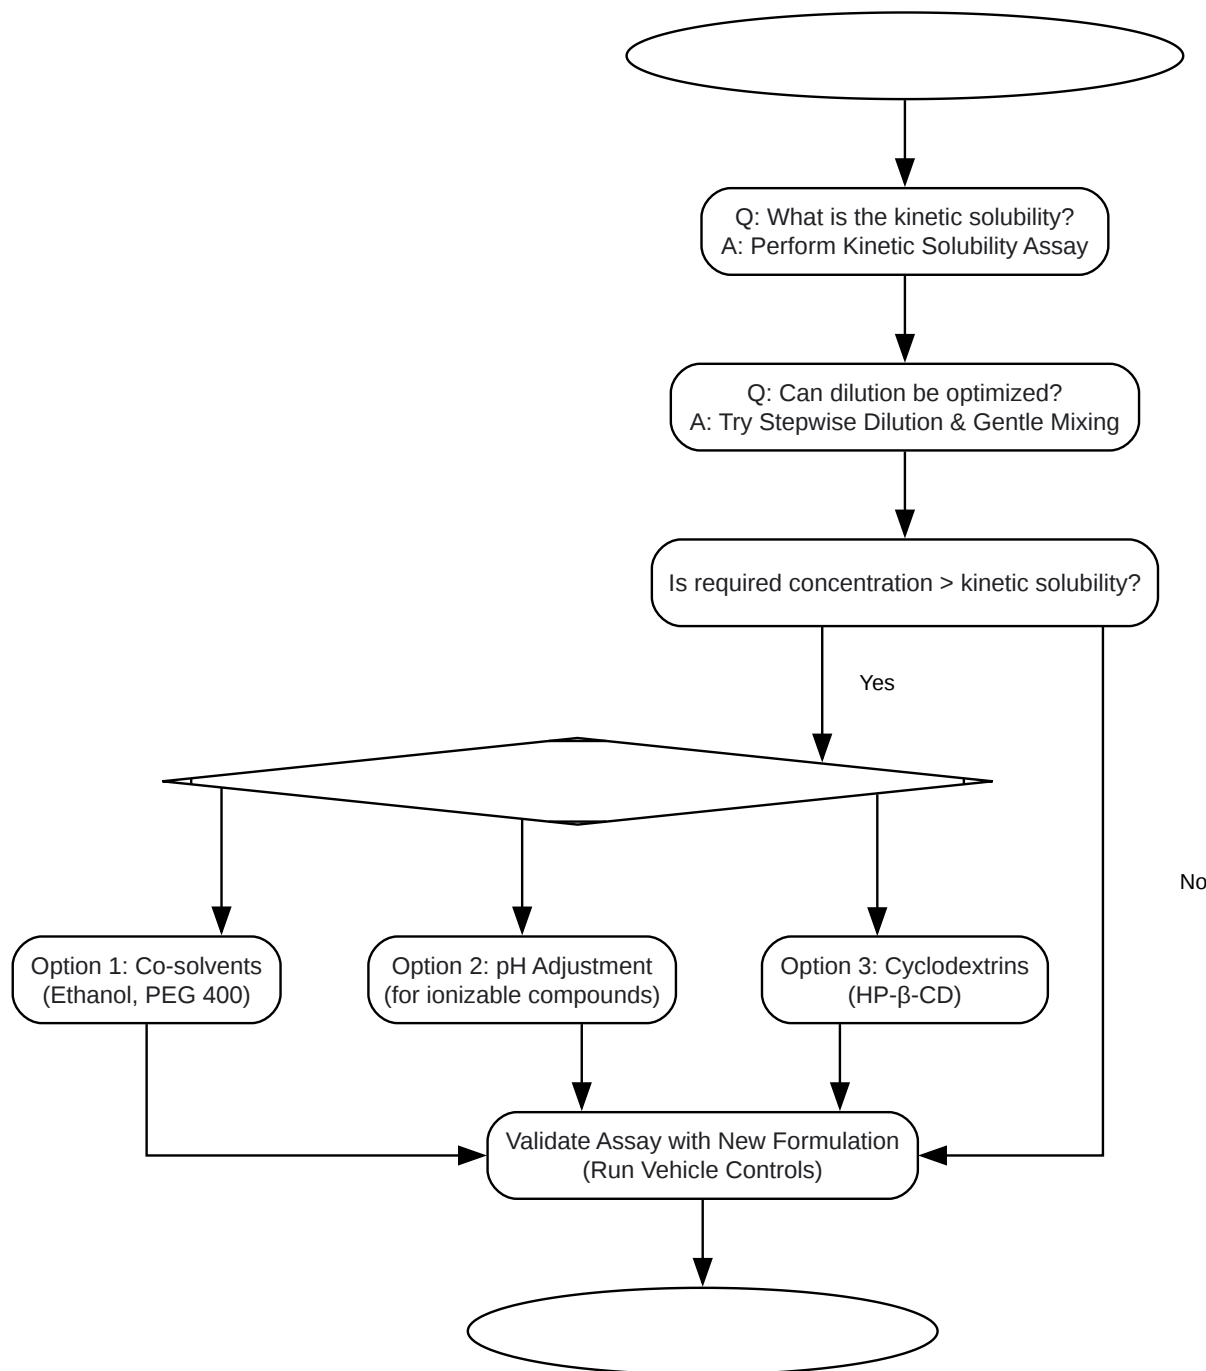 Q: What is the kinetic solubility?
A: Perform Kinetic Solubility Assay
Q: Can dilution be optimized?
A: Try Stepwise Dilution & Gentle Mixing
Is required concentration > kinetic solubility?
Yes
No
Option 1: Co-solvents
(Ethanol, PEG 400)
Option 2: pH Adjustment
(for ionizable compounds)
Option 3: Cyclodextrins
(HP-β-CD)
Validate Assay with New Formulation
(Run Vehicle Controls)